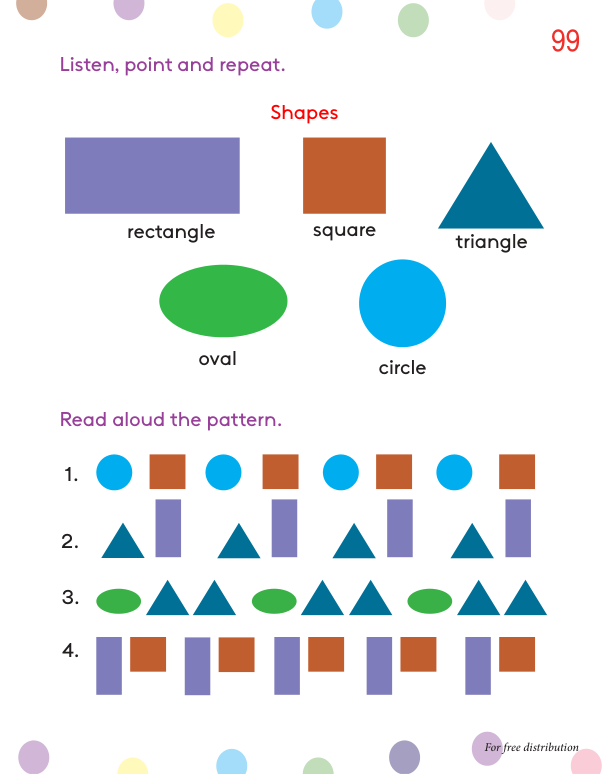 99
Listen, point and repeat.
Shapes
rectangle
square
triangle
oval
circle
Read aloud the pattern.
1.
2.
3.
4.
For free distribution